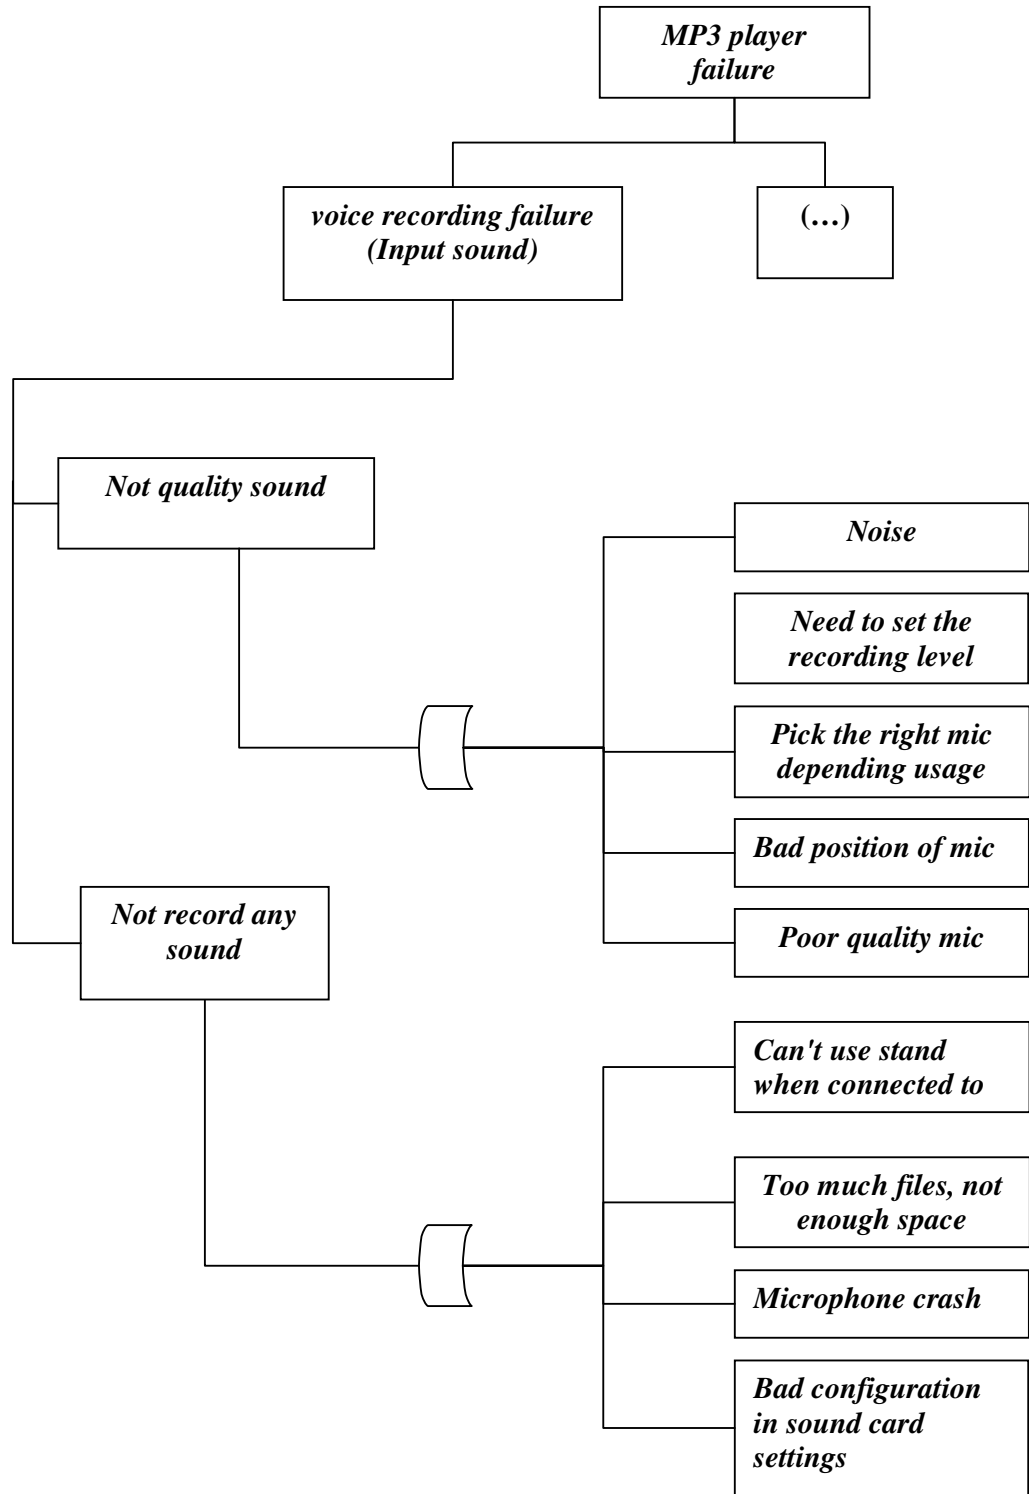 MP3 player
failure
voice recording failure
(Input sound)
(…)
Not quality sound
Noise
Need to set the
recording level
Pick the right mic
depending usage
Bad position of mic
Not record any
sound
Poor quality mic
Can't use stand
when connected to
Too much files, not
enough space
Microphone crash
Bad configuration
in sound card
settings